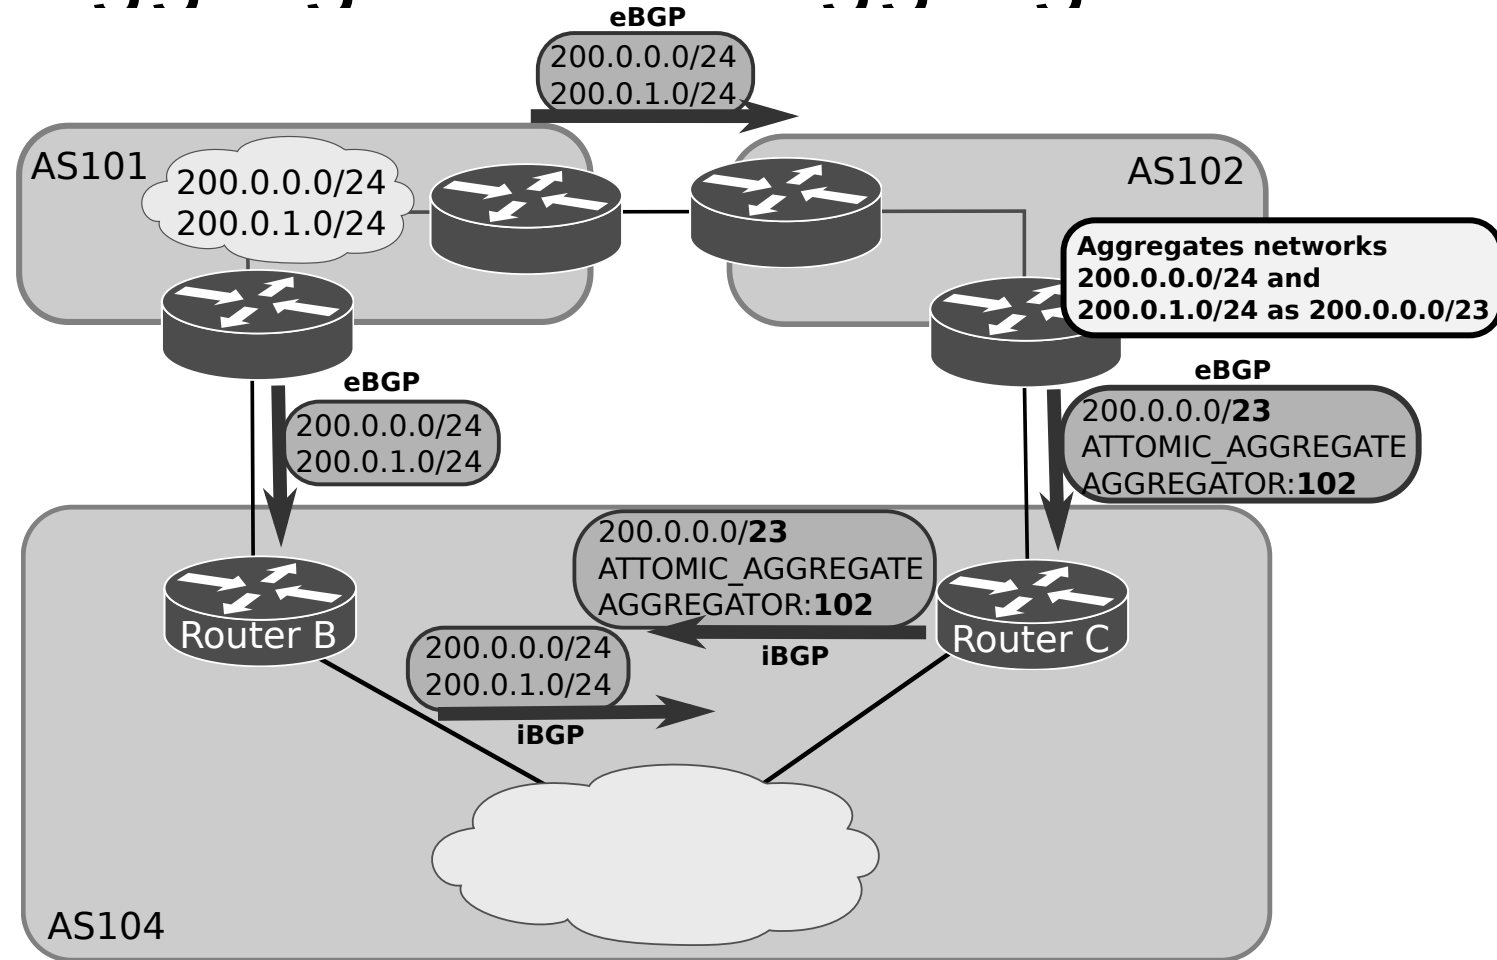 eBGP
200.0.0.0/24
200.0.1.0/24
AS101
200.0.0.0/24
200.0.1.0/24
AS102
Aggregates networks
200.0.0.0/24 and
200.0.1.0/24 as 200.0.0.0/23
eBGP
200.0.0.0/24
200.0.1.0/24
eBGP
200.0.0.0/23
ATTOMIC_AGGREGATE
AGGREGATOR:102
200.0.0.0/23
ATTOMIC_AGGREGATE
AGGREGATOR:102
iBGP
Router B
Router C
200.0.0.0/24
200.0.1.0/24
iBGP
AS104